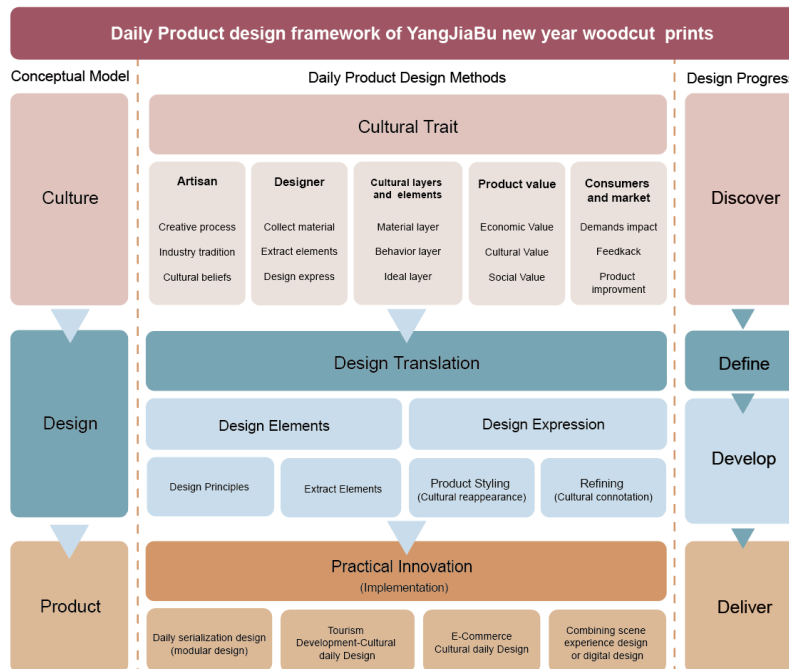 Daily Product design framework of YangJiaBu new year woodcut prints
Conceptual Model
Daily Product Design Methods
Design Progress
Culture
Cultural Trait
Artisan
Creative process
Industry tradition
Cultural beliefs
Designer
Collect material
Extract elements
Design express
Cultural layers
and elements
Material layer
Behavior layer
Ideal layer
Product value
Economic Value
Cultural Value
Social Value
Consumers
and market
Demands impact
Feedkack
Product
improvment
Discover
Design
Design Translation
Define
Design Elements
Design Expression
Design Principles
Extract Elements
Product Styling
(Cultural reappearance)
Refining
(Cultural connotation)
Develop
Product
Practical Innovation
(Implementation)
Daily serialization design
(modular design)
Tourism
Development-Cultural
daily Design
E-Commerce
Cultural daily Design
Combining scene
experience design
or digital design
Deliver